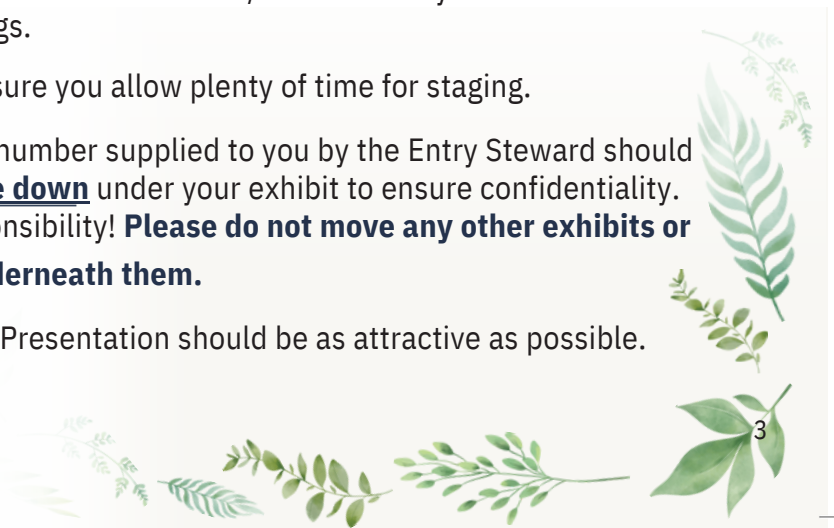 gs.
sure you allow plenty of time for staging.
number supplied to you by the Entry Steward should
e down under your exhibit to ensure confidentiality.
onsibility! Please do not move any other exhibits or
derneath them.
Presentation should be as attractive as possible.
3